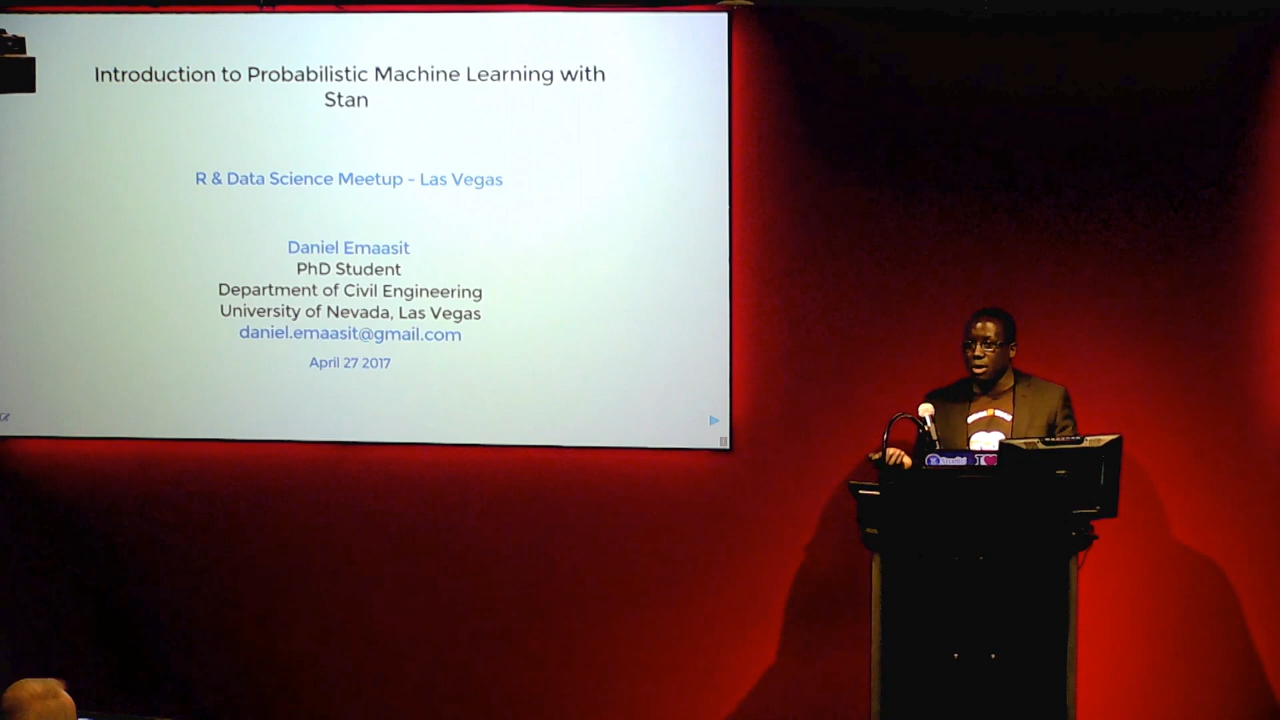 Introduction to Probabilistic Machine Learning with
Stan
R & Data Science Meetup - Las Vegas
Daniel Emaasit
PhD Student
Department of Civil Engineering
University of Nevada, Las Vegas
daniel.emaasit@gmail.com
April 27 2017